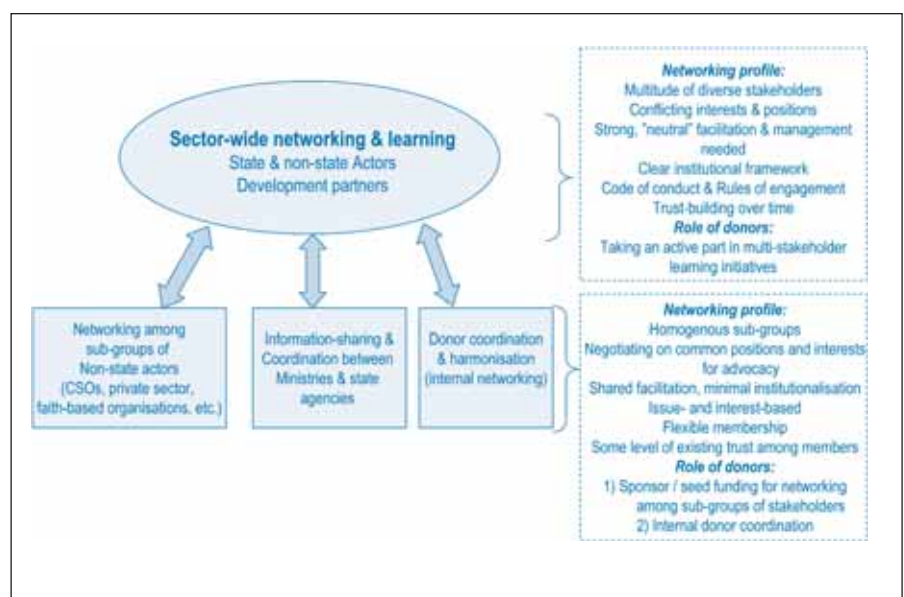 Sector-wide networking & learning
State & non-state Actors
Development partners
Networking among
sub-groups of
Non-state actors
(CSOs, private sector,
faith-based organisations, etc.)
Information-sharing &
Coordination between
Ministries & state
agencies
Donor coordination
& harmonisation
(internal networking)
Networking profile:
Multitude of diverse stakeholders
Conflicting interests & positions
Strong, "neutral" facilitation & management
needed
Clear institutional framework
Code of conduct & Rules of engagement
Trust-building over time
Role of donors:
Taking an active part in multi-stakeholder
learning initiatives
Networking profile:
Homogenous sub-groups
Negotiating on common positions and interests
for advocacy
Shared facilitation, minimal institutionalisation
Issue- and interest-based
Flexible membership
Some level of existing trust among members
Role of donors:
1) Sponsor / seed funding for networking
among sub-groups of stakeholders
2) Internal donor coordination